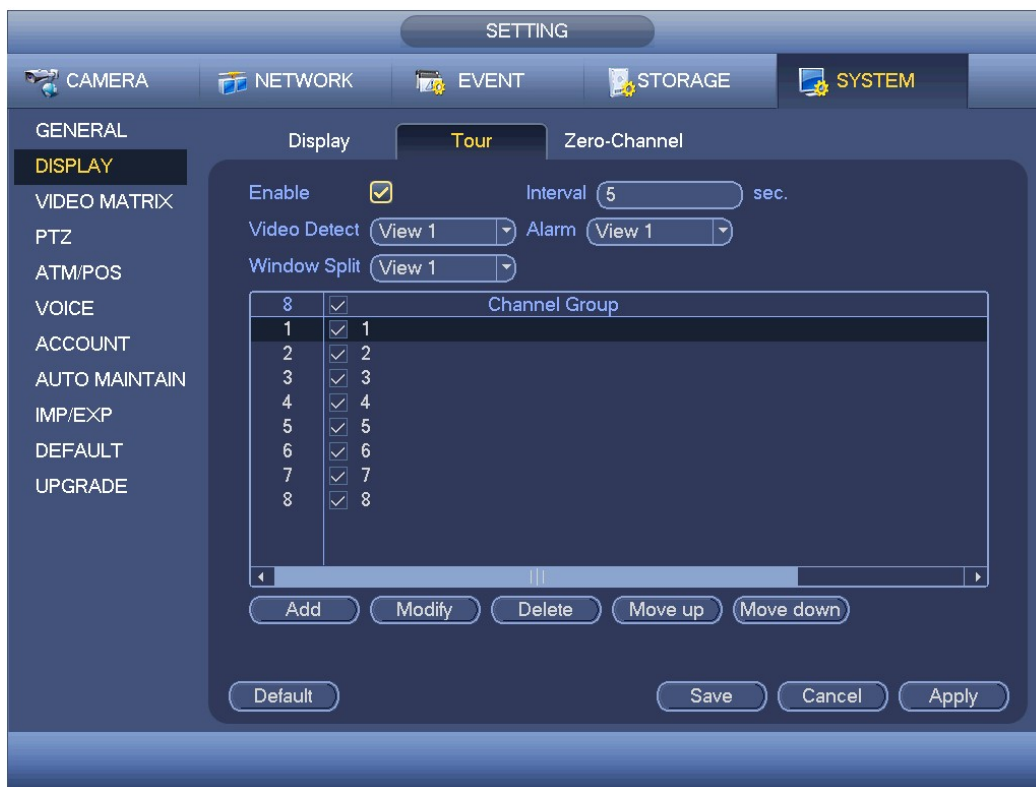 SETTING
CAMERA NETWORK EVENT STORAGE SYSTEM
GENERAL
DISPLAY
VIDEO MATRIX
PTZ
ATM/POS
VOICE
ACCOUNT
AUTO MAINTAIN
IMP/EXP
DEFAULT
UPGRADE
Display Tour Zero-Channel
Enable Interval 5 sec.
Video Detect View 1 Alarm View 1
Window Split View 1
8 Channel Group
1 1
2 2
3 3
4 4
5 5
6 6
7 7
8 8
Add Modify Delete Move up Move down
Default Save Cancel Apply